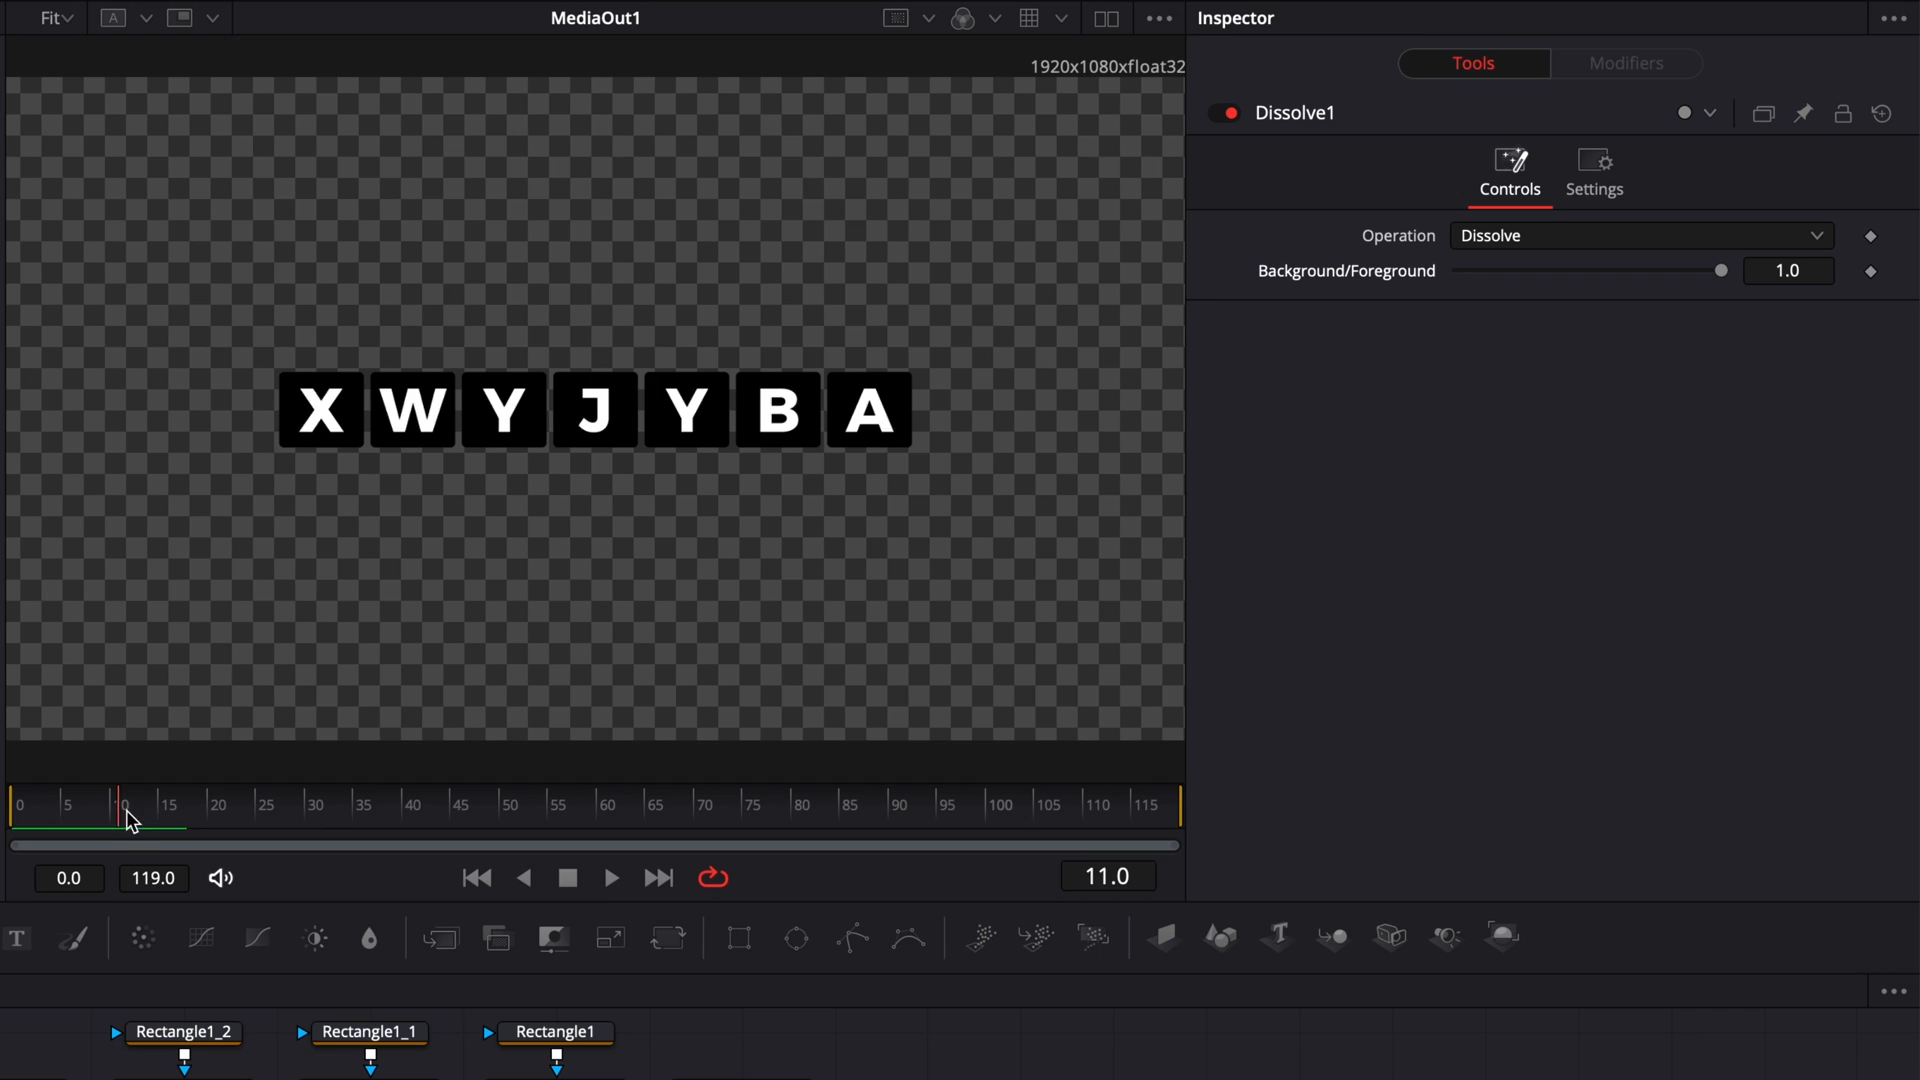 Fit
A
MediaOut1
Inspector
1920x1080xfloat32
Tools
Modifiers
Dissolve1
Controls
Settings
Operation
Dissolve
Background/Foreground
1.0
X W Y J Y B A
0 5 10 15 20 25 30 35 40 45 50 55 60 65 70 75 80 85 90 95 100 105 110 115
0.0
119.0
11.0
T
Rectangle1_2
Rectangle1_1
Rectangle1